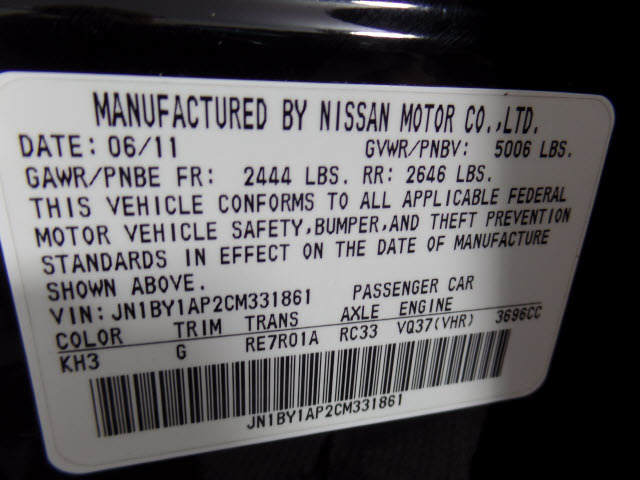 MANUFACTURED BY NISSAN MOTOR CO.,LTD.
DATE: 06/11 GVWR/PNBV: 5006 LBS.
GAWR/PNBE FR: 2444 LBS. RR: 2646 LBS.
THIS VEHICLE CONFORMS TO ALL APPLICABLE FEDERAL
MOTOR VEHICLE SAFETY,BUMPER,AND THEFT PREVENTION
STANDARDS IN EFFECT ON THE DATE OF MANUFACTURE
SHOWN ABOVE.
VIN: JN1BY1AP2CM331861 PASSENGER CAR
COLOR TRIM TRANS AXLE ENGINE
KH3 G RE7R01A RC33 VQ37(VHR) 3696CC
JN1BY1AP2CM331861